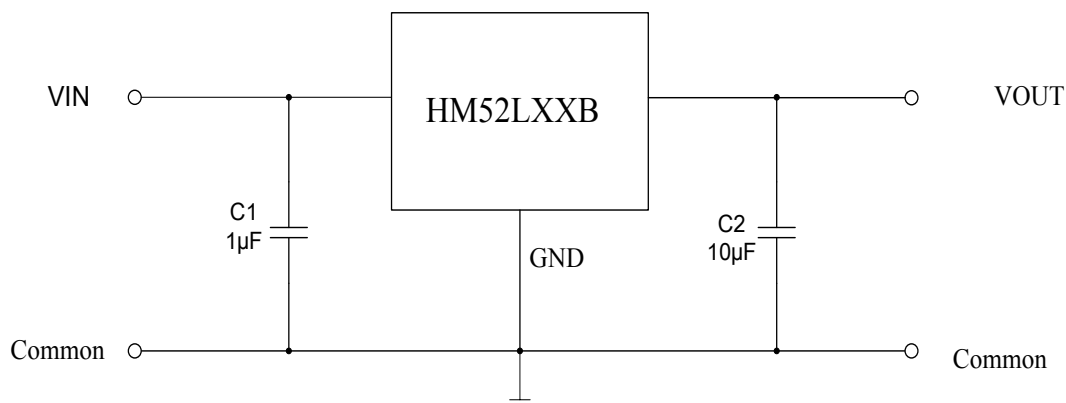 VIN
HM52LXXB
VOUT
C1
1µF
C2
10µF
GND
Common
Common